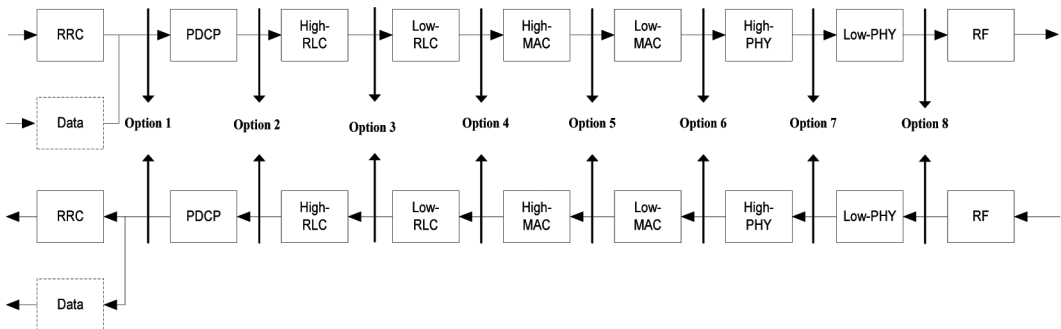 RRC
PDCP
High-
RLC
Low-
RLC
High-
MAC
Low-
MAC
High-
PHY
Low-PHY
RF
Data
Option 1
Option 2
Option 3
Option 4
Option 5
Option 6
Option 7
Option 8
RRC
PDCP
High-
RLC
Low-
RLC
High-
MAC
Low-
MAC
High-
PHY
Low-PHY
RF
Data